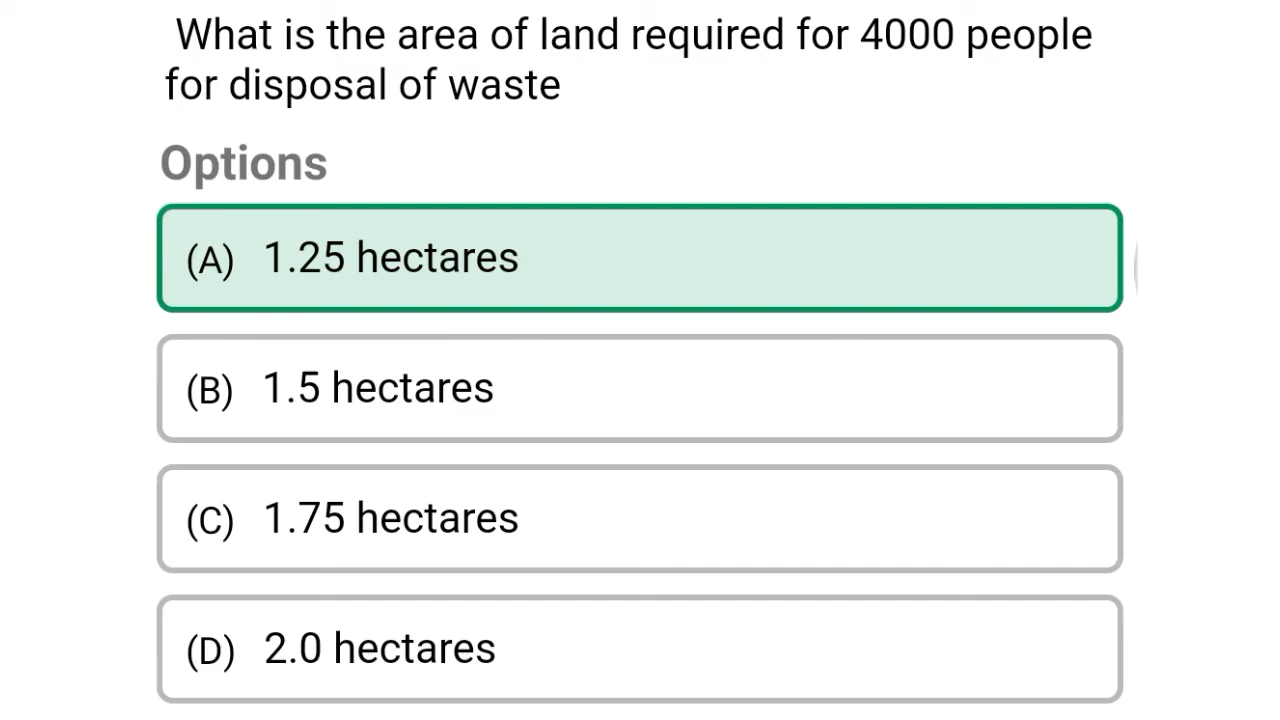 What is the area of land required for 4000 people
for disposal of waste
Options
(A) 1.25 hectares
(B) 1.5 hectares
(C) 1.75 hectares
(D) 2.0 hectares